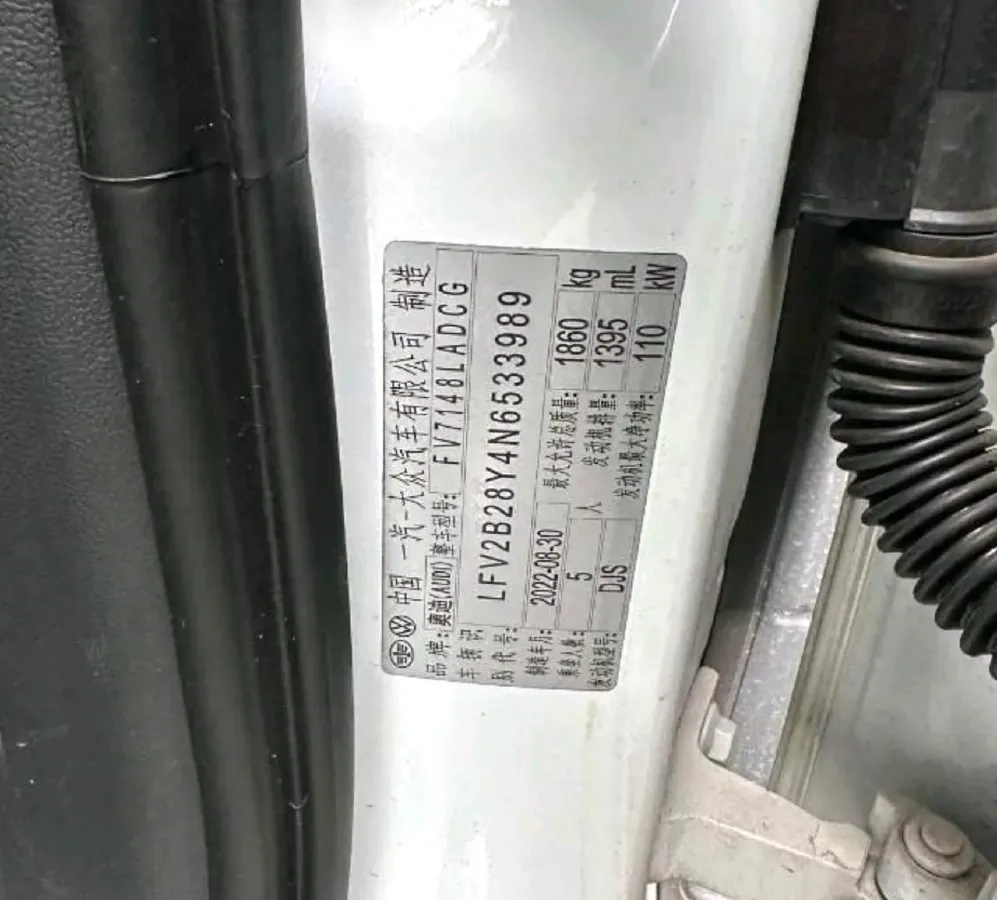 中国 一汽-大众汽车有限公司 制造
品牌: 奥迪(AUDI) 整车型号: FV7148LADCG
车辆识别代号: LFV2B28Y4N6533989
制造年月: 2022-08-30 最大允许总质量: 1860 kg
乘坐人数: 5 人 发动机排量: 1395 mL
发动机型号: DJS 发动机最大净功率: 110 kW